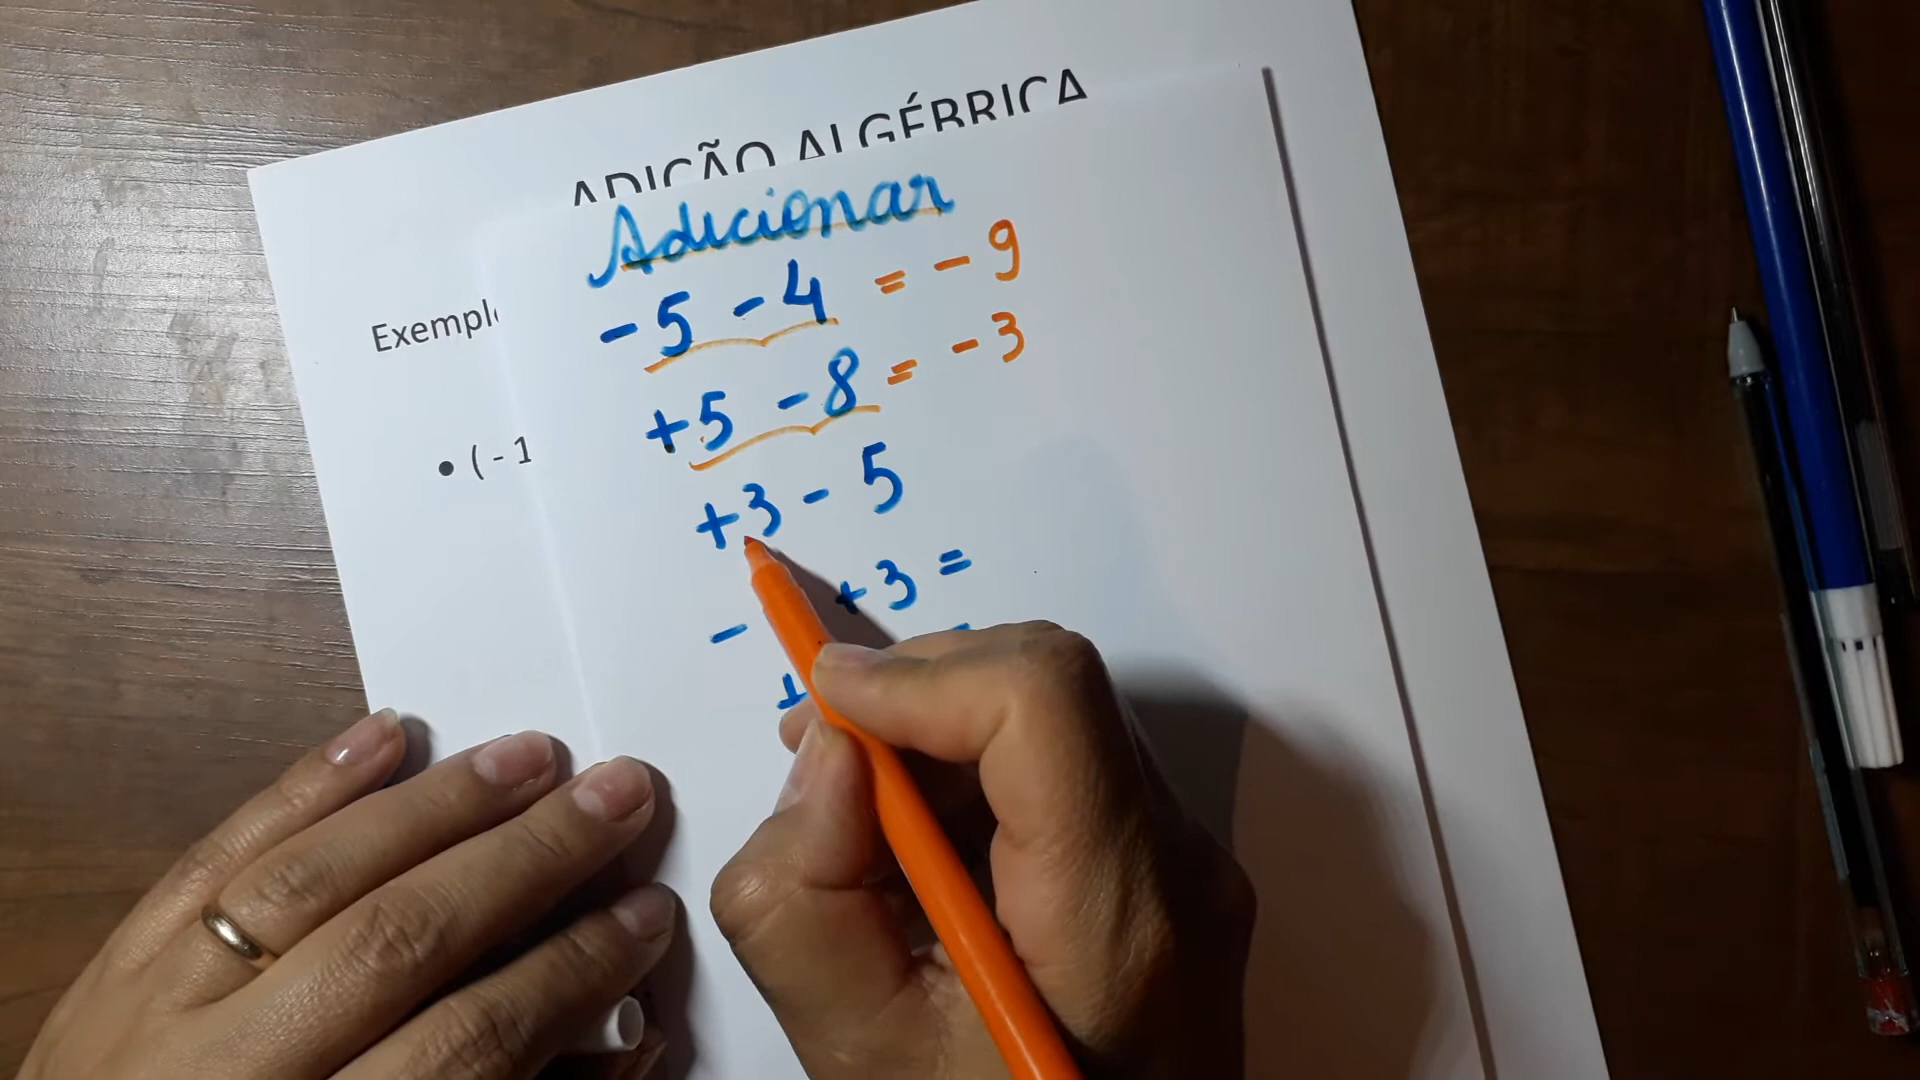 ADIÇÃO ALGÉBRICA
Adicionar
-5 -4 = -9
+5 -8 = -3
+3 - 5
- +3 =
Exempl
• ( - 1